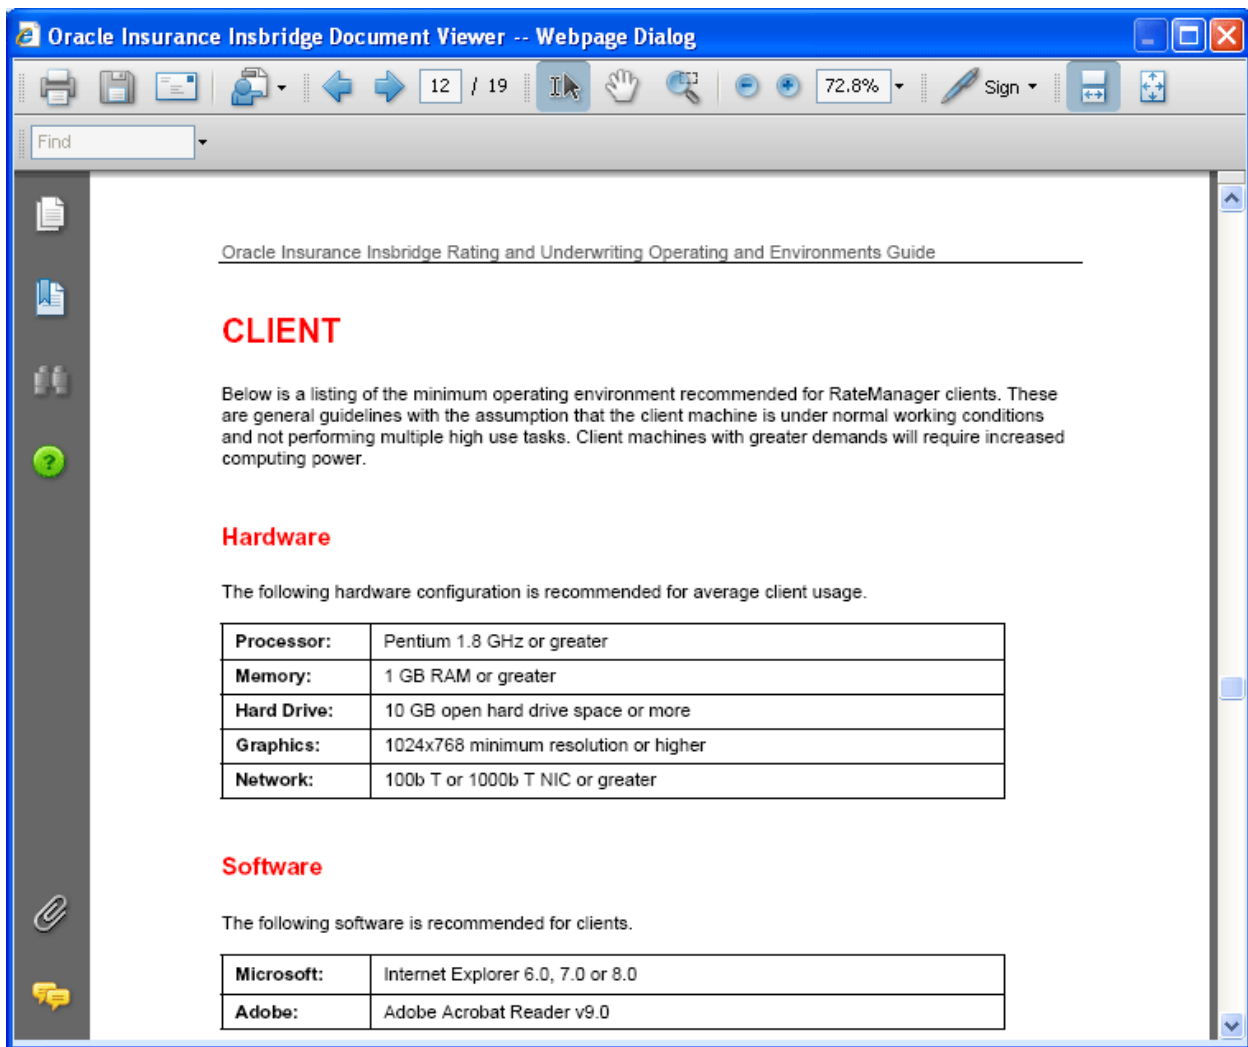 Oracle Insurance Insbridge Document Viewer -- Webpage Dialog
12 / 19 72.8% Sign
Find
Oracle Insurance Insbridge Rating and Underwriting Operating and Environments Guide
CLIENT
Below is a listing of the minimum operating environment recommended for RateManager clients. These
are general guidelines with the assumption that the client machine is under normal working conditions
and not performing multiple high use tasks. Client machines with greater demands will require increased
computing power.
Hardware
The following hardware configuration is recommended for average client usage.
Processor: Pentium 1.8 GHz or greater
Memory: 1 GB RAM or greater
Hard Drive: 10 GB open hard drive space or more
Graphics: 1024x768 minimum resolution or higher
Network: 100b T or 1000b T NIC or greater
Software
The following software is recommended for clients.
Microsoft: Internet Explorer 6.0, 7.0 or 8.0
Adobe: Adobe Acrobat Reader v9.0